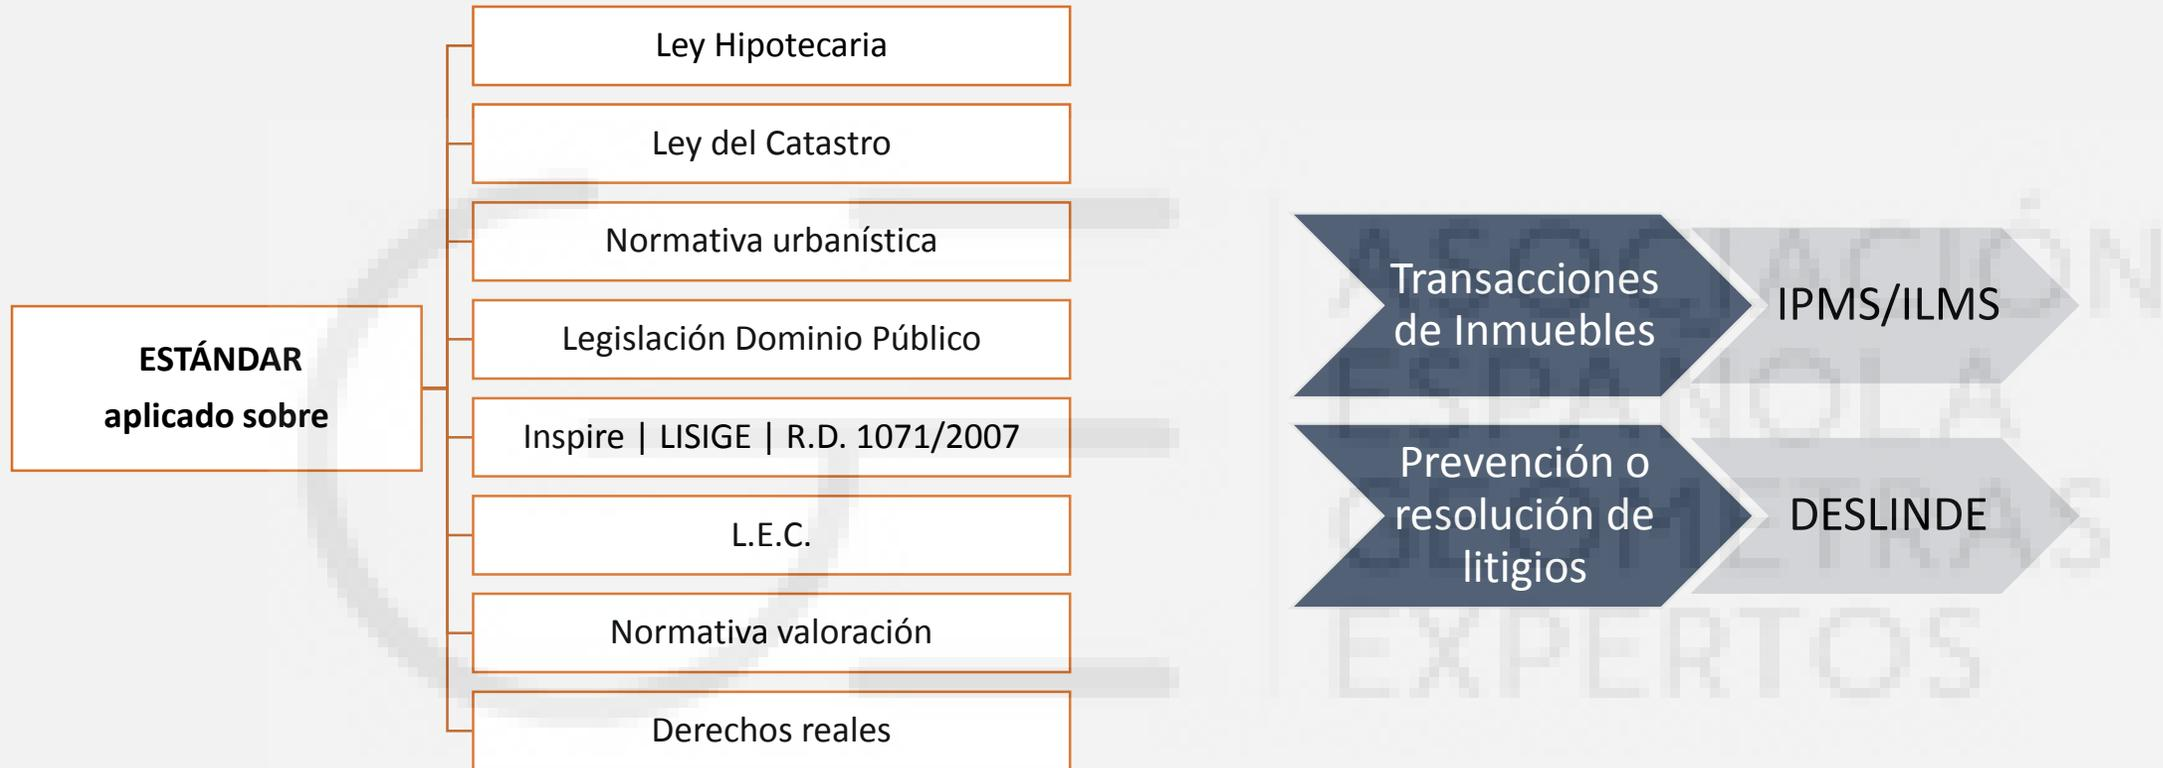 Ley Hipotecaria
Ley del Catastro
Normativa urbanística
Legislación Dominio Público
ESTÁNDAR
aplicado sobre
Inspire | LISIGE | R.D. 1071/2007
L.E.C.
Normativa valoración
Derechos reales
Transacciones
de Inmuebles
IPMS/ILMS
Prevención o
resolución de
litigios
DESLINDE
ASOCIACIÓN
ESPAÑOLA
GEÓMETRAS
EXPERTOS